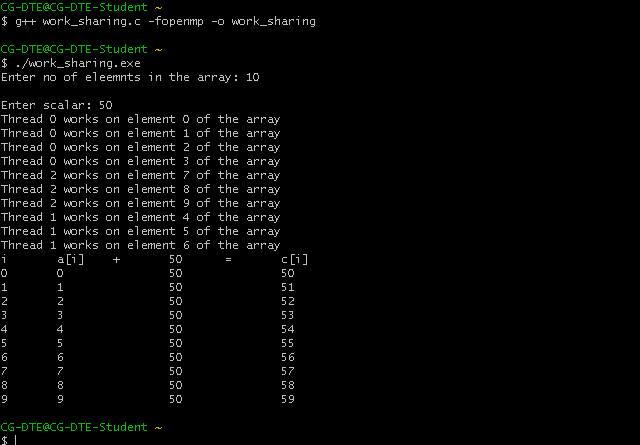 CG-DTE@CG-DTE-Student ~
$ g++ work_sharing.c -fopenmp -o work_sharing
CG-DTE@CG-DTE-Student ~
$ ./work_sharing.exe
Enter no of eleemnts in the array: 10
Enter scalar: 50
Thread 0 works on element 0 of the array
Thread 0 works on element 1 of the array
Thread 0 works on element 2 of the array
Thread 0 works on element 3 of the array
Thread 2 works on element 7 of the array
Thread 2 works on element 8 of the array
Thread 2 works on element 9 of the array
Thread 1 works on element 4 of the array
Thread 1 works on element 5 of the array
Thread 1 works on element 6 of the array
i a[i] + 50 = c[i]
0 0 50 50
1 1 50 51
2 2 50 52
3 3 50 53
4 4 50 54
5 5 50 55
6 6 50 56
7 7 50 57
8 8 50 58
9 9 50 59
CG-DTE@CG-DTE-Student ~
$